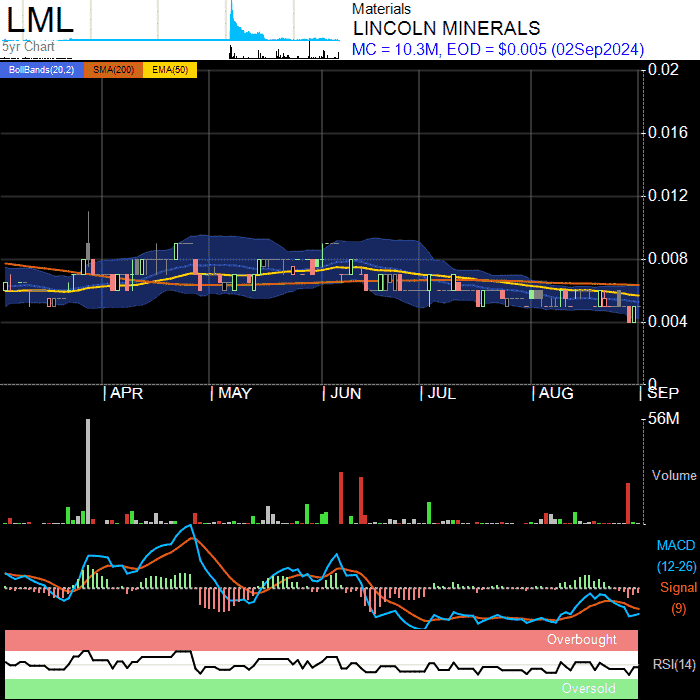 LML
5yr Chart
Materials
LINCOLN MINERALS
MC = 10.3M, EOD = $0.005 (02Sep2024)
BollBands(20,2) SMA(200) EMA(50)
0.02
0.016
0.012
0.008
0.004
0
APR MAY JUN JUL AUG SEP
56M
Volume
MACD
(12-26)
Signal
(9)
Overbought
RSI(14)
Oversold